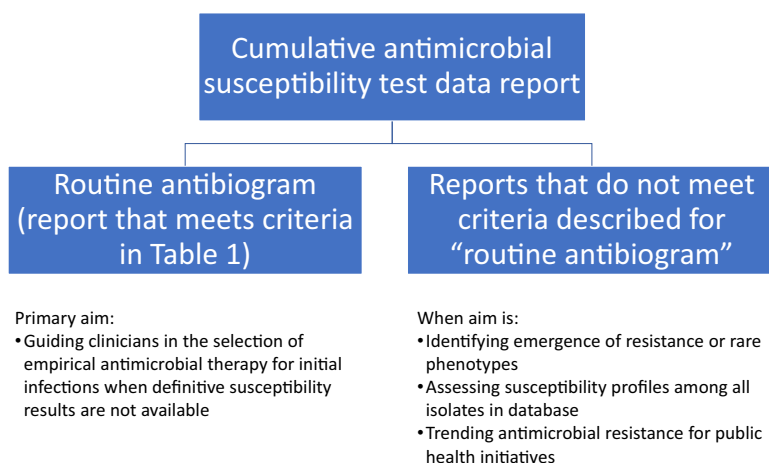 Cumulative antimicrobial
susceptibility test data report
Routine antibiogram
(report that meets criteria
in Table 1)
Reports that do not meet
criteria described for
“routine antibiogram”
Primary aim:
•Guiding clinicians in the selection of
empirical antimicrobial therapy for initial
infections when definitive susceptibility
results are not available
When aim is:
•Identifying emergence of resistance or rare
phenotypes
•Assessing susceptibility profiles among all
isolates in database
•Trending antimicrobial resistance for public
health initiatives